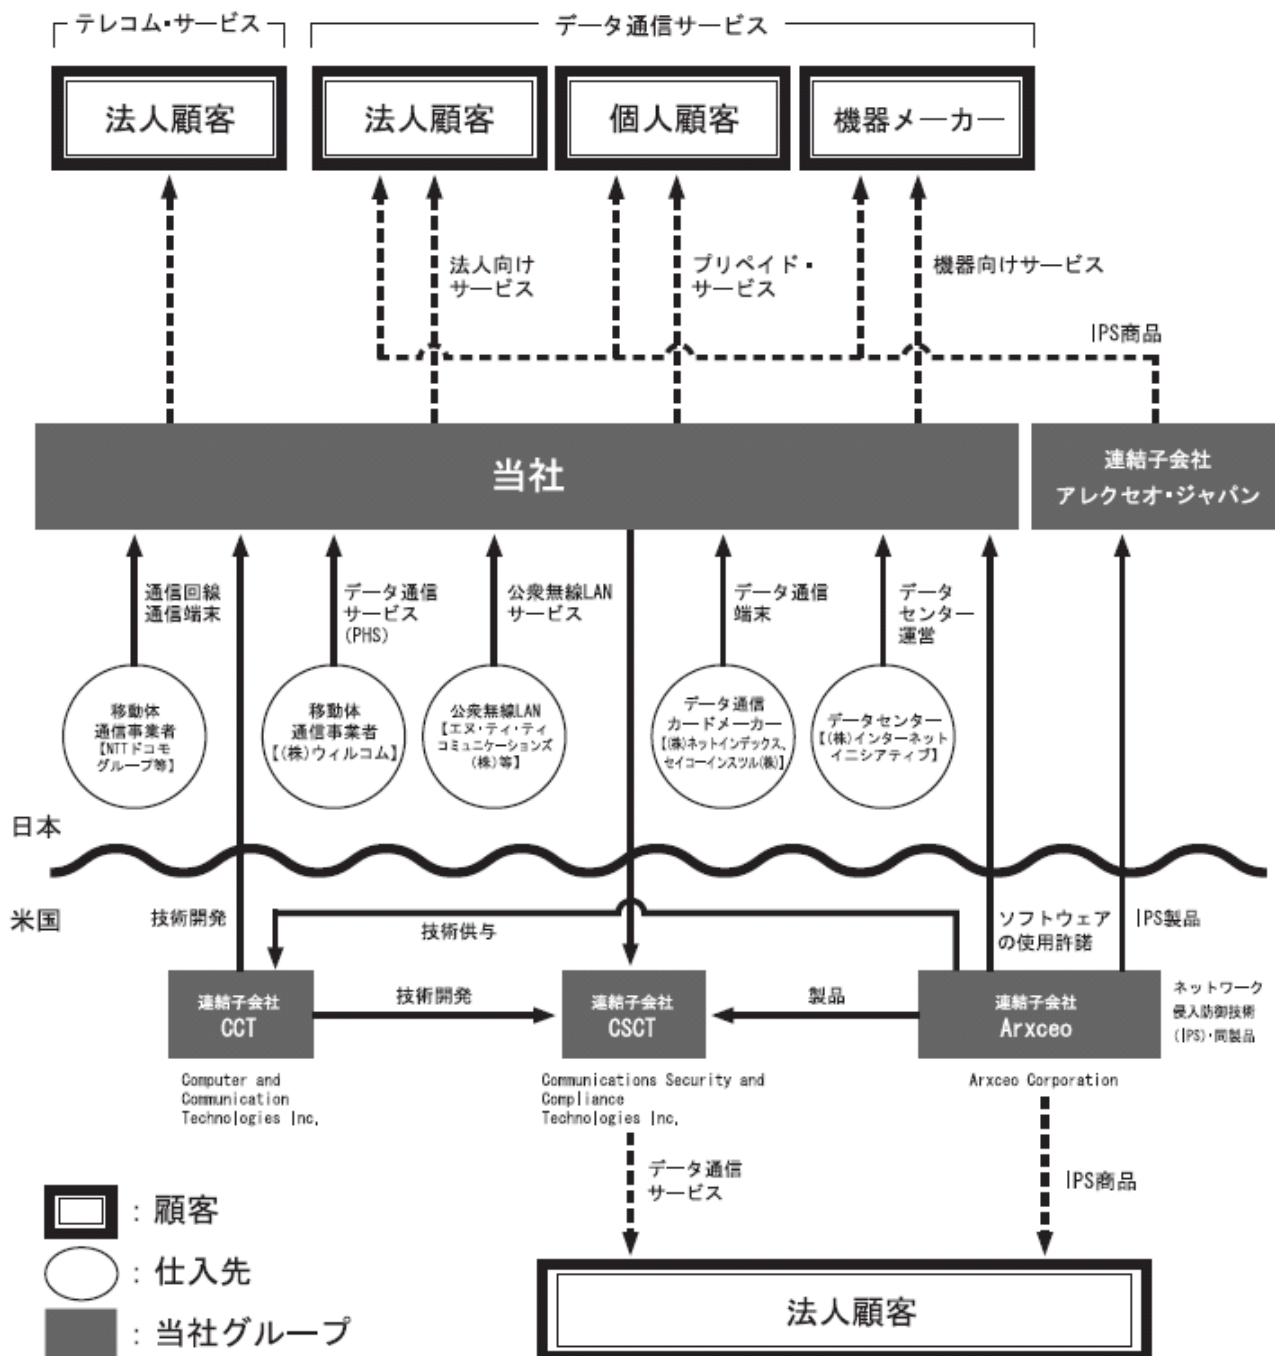 テレコム・サービス
データ通信サービス
法人顧客
法人顧客
個人顧客
機器メーカー
法人向け
サービス
プリペイド・
サービス
機器向けサービス
IPS商品
当社
連結子会社
アレクセオ・ジャパン
通信回線
通信端末
データ通信
サービス
(PHS)
公衆無線LAN
サービス
データ通信
端末
データ
センター
運営
移動体
通信事業者
【NTTドコモ
グループ等】
移動体
通信事業者
【(株)ウィルコム】
公衆無線LAN
【エヌ・ティ・ティ
コミュニケーションズ
(株)等】
データ通信
カードメーカー
【(株)ネットインデックス、
セイコーインスツル(株)】
データセンター
【(株)インターネット
イニシアティブ】
日本
米国
技術開発
技術供与
ソフトウェア
の使用許諾
IPS製品
連結子会社
CCT
技術開発
連結子会社
CSCT
製品
連結子会社
Arxceo
ネットワーク
侵入防御技術
(IPS)・同製品
Computer and
Communication
Technologies Inc.
Communications Security and
Compliance
Technologies Inc.
Arxceo Corporation
データ通信
サービス
IPS商品
法人顧客
：顧客
：仕入先
：当社グループ